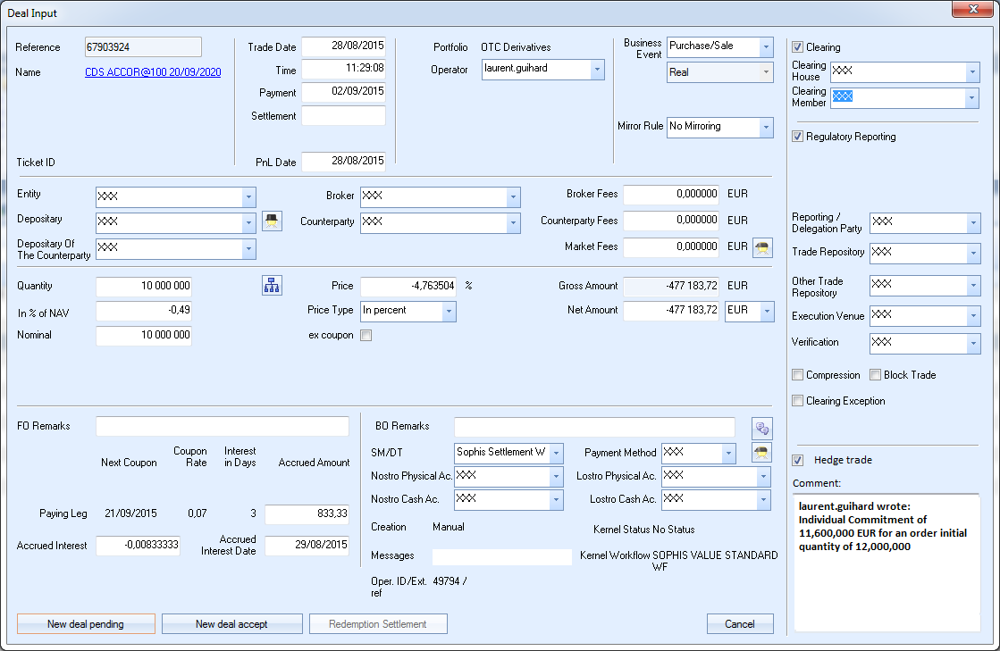 Deal Input
Reference 67903924
Name CDS ACCOR@100 20/09/2020
Ticket ID
Trade Date 28/08/2015
Time 11:29:08
Payment 02/09/2015
Settlement
PnL Date 28/08/2015
Portfolio OTC Derivatives
Operator laurent.guihard
Business
Event Purchase/Sale
Real
Mirror Rule No Mirroring
Clearing
Clearing
House XXX
Clearing
Member XXX
Regulatory Reporting
Entity XXX
Depositary XXX
Depositary Of
The Counterparty XXX
Broker XXX
Counterparty XXX
Broker Fees 0,000000 EUR
Counterparty Fees 0,000000 EUR
Market Fees 0,000000 EUR
Reporting /
Delegation Party XXX
Trade Repository XXX
Other Trade
Repository XXX
Execution Venue XXX
Verification XXX
Compression Block Trade
Clearing Exception
Quantity 10 000 000
In % of NAV -0,49
Nominal 10 000 000
Price -4,763504 %
Price Type In percent
ex coupon
Gross Amount -477 183,72 EUR
Net Amount -477 183,72 EUR
FO Remarks
Next Coupon
Coupon
Rate
Interest
in Days
Accrued Amount
Paying Leg 21/09/2015 0,07 3 833,33
Accrued Interest -0,00833333
Accrued
Interest Date 29/08/2015
BO Remarks
SM/DT Sophis Settlement W
Payment Method XXX
Nostro Physical Ac. XXX
Lostro Physical Ac. XXX
Nostro Cash Ac. XXX
Lostro Cash Ac. XXX
Creation Manual
Kernel Status No Status
Messages
Kernel Workflow SOPHIS VALUE STANDARD
WF
Oper. ID/Ext. 49794 /
ref
Hedge trade
Comment:
laurent.guihard wrote:
Individual Commitment of
11,600,000 EUR for an order initial
quantity of 12,000,000
New deal pending
New deal accept
Redemption Settlement
Cancel